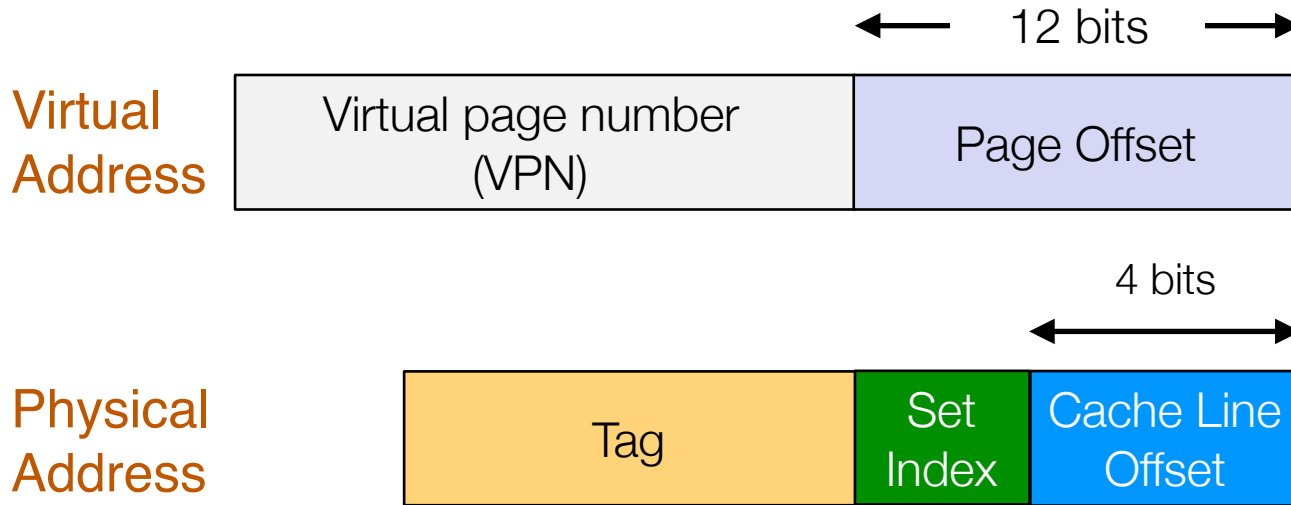 12 bits
Virtual
Address
Virtual page number
(VPN)
Page Offset
4 bits
Physical
Address
Tag
Set
Index
Cache Line
Offset